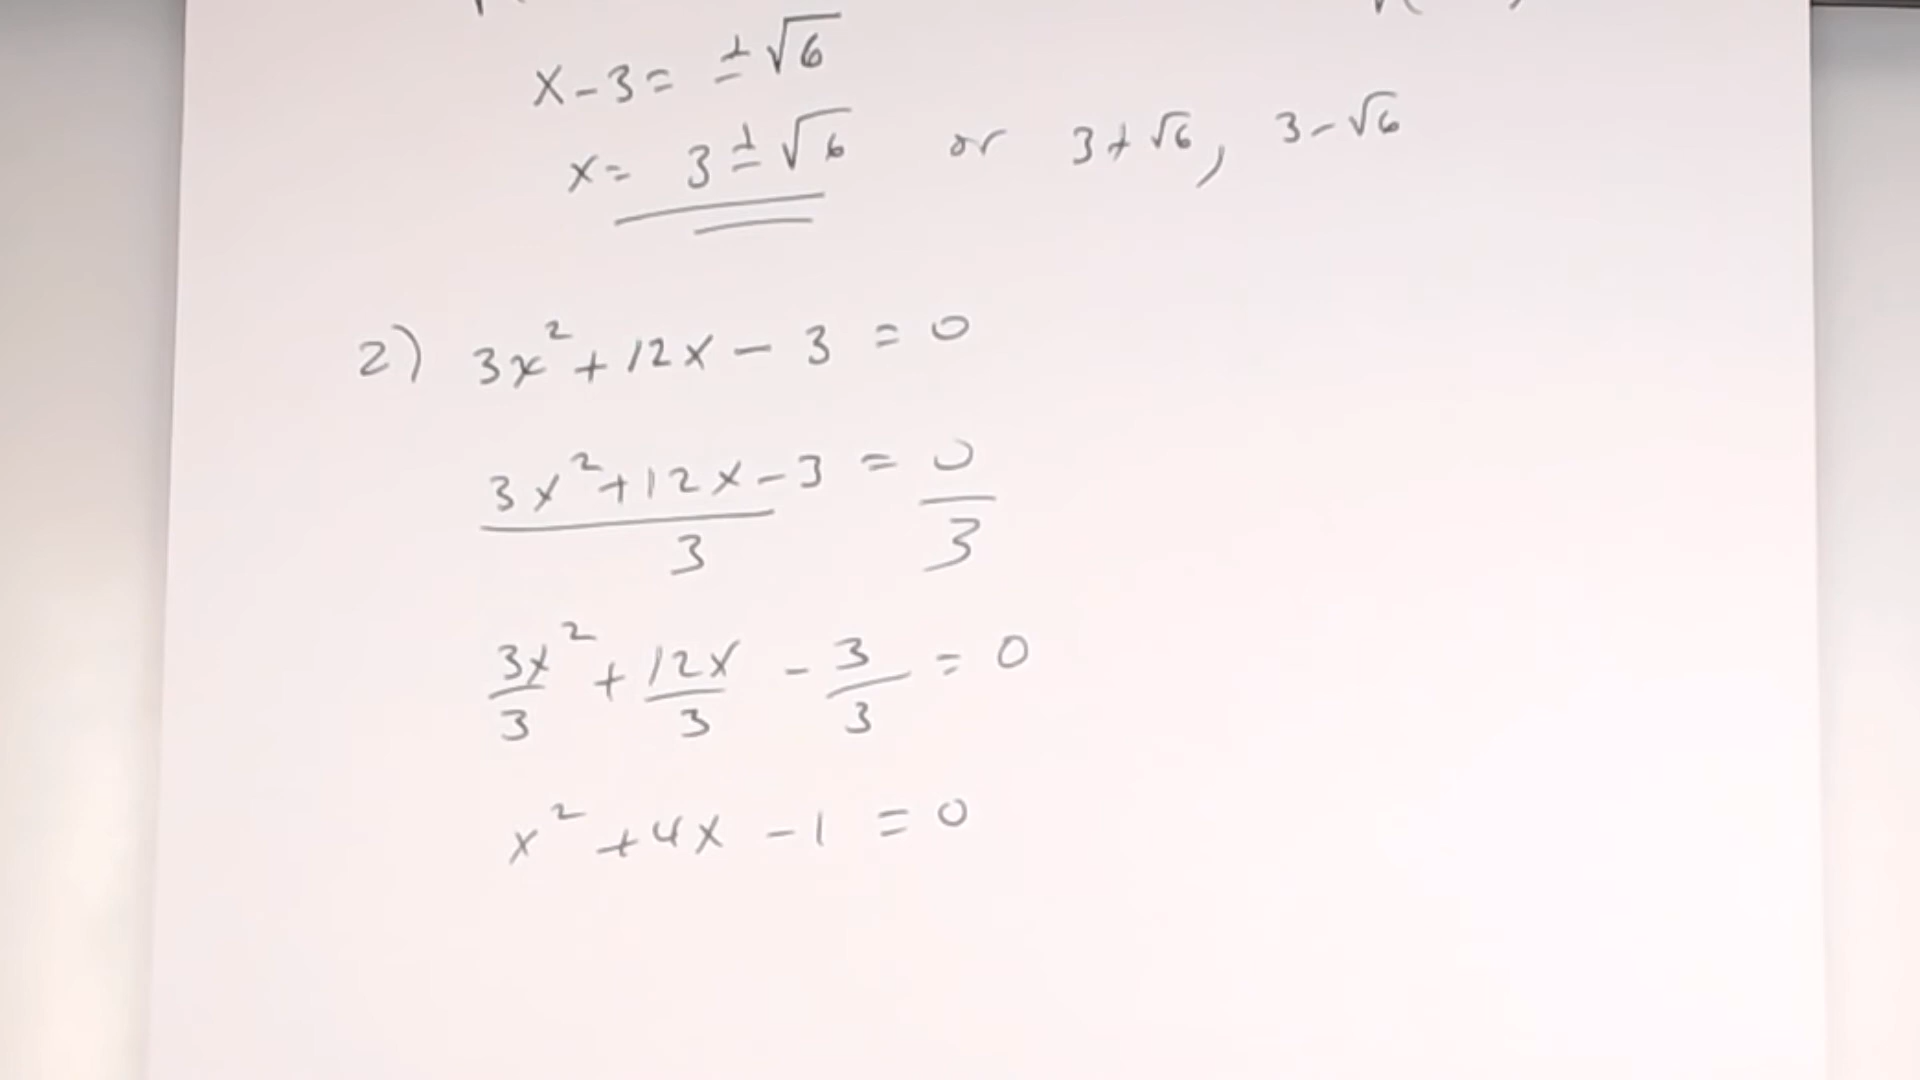 x - 3 = ± √6
x = 3 ± √6 or 3 + √6, 3 - √6
2) 3x² + 12x - 3 = 0
3x² + 12x - 3 = 0
3 3
3x² + 12x - 3 = 0
3 3 3
x² + 4x - 1 = 0